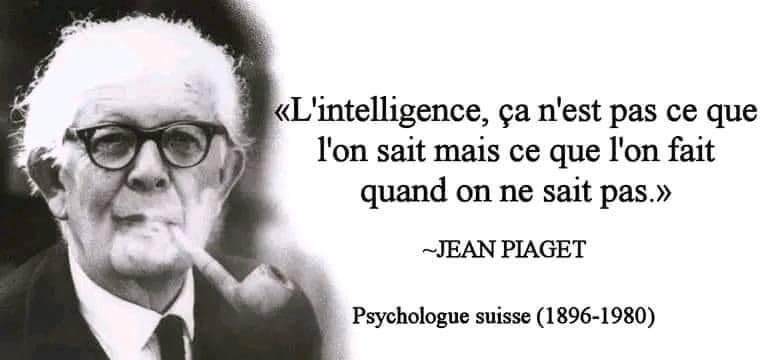 «L'intelligence, ça n'est pas ce que
l'on sait mais ce que l'on fait
quand on ne sait pas.»
~JEAN PIAGET
Psychologue suisse (1896-1980)